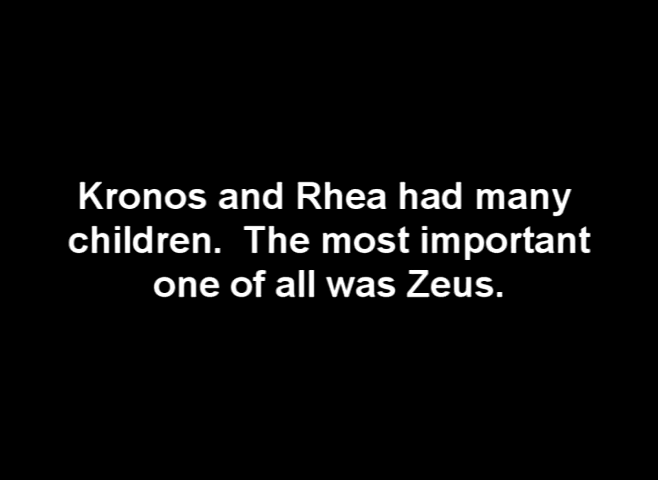 Kronos and Rhea had many
children.  The most important
one of all was Zeus.